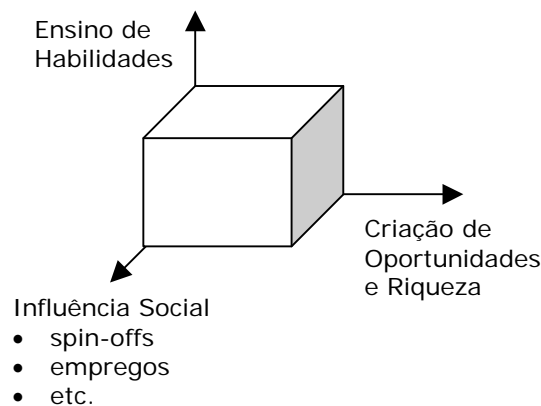 Ensino de
Habilidades
Criação de
Oportunidades
e Riqueza
Influência Social
• spin-offs
• empregos
• etc.